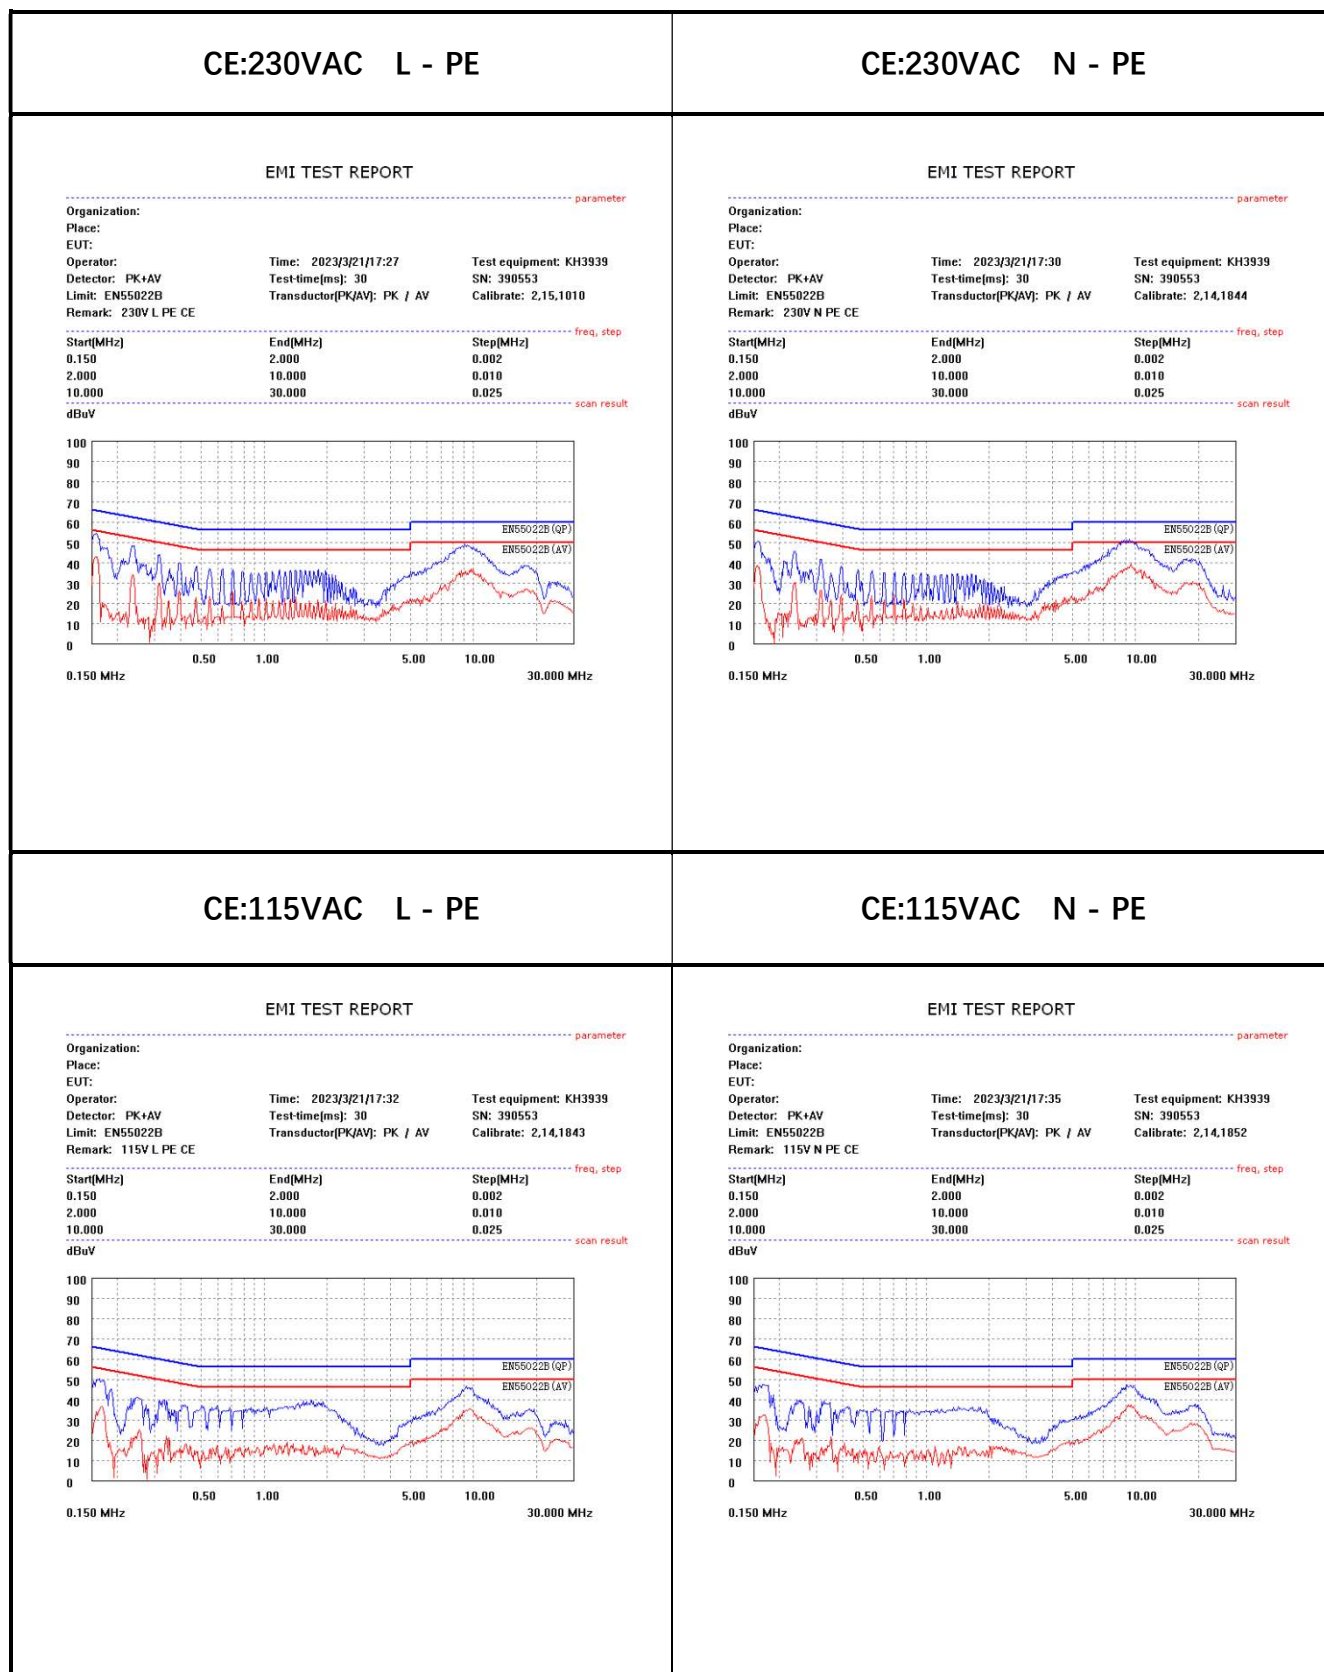 CE:230VAC L - PE
CE:230VAC N - PE
EMI TEST REPORT
parameter
Organization:
Place:
EUT:
Operator: Time: 2023/3/21/17:27 Test equipment: KH3939
Detector: PK+AV Test-time(ms): 30 SN: 390553
Limit: EN55022B Transductor(PK/AV): PK / AV Calibrate: 2,15,1010
Remark: 230V L PE CE
freq, step
Start(MHz) End(MHz) Step(MHz)
0.150 2.000 0.002
2.000 10.000 0.010
10.000 30.000 0.025
scan result
dBuV
100
90
80
70
60
50
40
30
20
10
0
EN55022B(QP)
EN55022B(AV)
0.50 1.00 5.00 10.00
0.150 MHz 30.000 MHz
EMI TEST REPORT
parameter
Organization:
Place:
EUT:
Operator: Time: 2023/3/21/17:30 Test equipment: KH3939
Detector: PK+AV Test-time(ms): 30 SN: 390553
Limit: EN55022B Transductor(PK/AV): PK / AV Calibrate: 2,14,1844
Remark: 230V N PE CE
freq, step
Start(MHz) End(MHz) Step(MHz)
0.150 2.000 0.002
2.000 10.000 0.010
10.000 30.000 0.025
scan result
dBuV
100
90
80
70
60
50
40
30
20
10
0
EN55022B(QP)
EN55022B(AV)
0.50 1.00 5.00 10.00
0.150 MHz 30.000 MHz
CE:115VAC L - PE
CE:115VAC N - PE
EMI TEST REPORT
parameter
Organization:
Place:
EUT:
Operator: Time: 2023/3/21/17:32 Test equipment: KH3939
Detector: PK+AV Test-time(ms): 30 SN: 390553
Limit: EN55022B Transductor(PK/AV): PK / AV Calibrate: 2,14,1843
Remark: 115V L PE CE
freq, step
Start(MHz) End(MHz) Step(MHz)
0.150 2.000 0.002
2.000 10.000 0.010
10.000 30.000 0.025
scan result
dBuV
100
90
80
70
60
50
40
30
20
10
0
EN55022B(QP)
EN55022B(AV)
0.50 1.00 5.00 10.00
0.150 MHz 30.000 MHz
EMI TEST REPORT
parameter
Organization:
Place:
EUT:
Operator: Time: 2023/3/21/17:35 Test equipment: KH3939
Detector: PK+AV Test-time(ms): 30 SN: 390553
Limit: EN55022B Transductor(PK/AV): PK / AV Calibrate: 2,14,1852
Remark: 115V N PE CE
freq, step
Start(MHz) End(MHz) Step(MHz)
0.150 2.000 0.002
2.000 10.000 0.010
10.000 30.000 0.025
scan result
dBuV
100
90
80
70
60
50
40
30
20
10
0
EN55022B(QP)
EN55022B(AV)
0.50 1.00 5.00 10.00
0.150 MHz 30.000 MHz